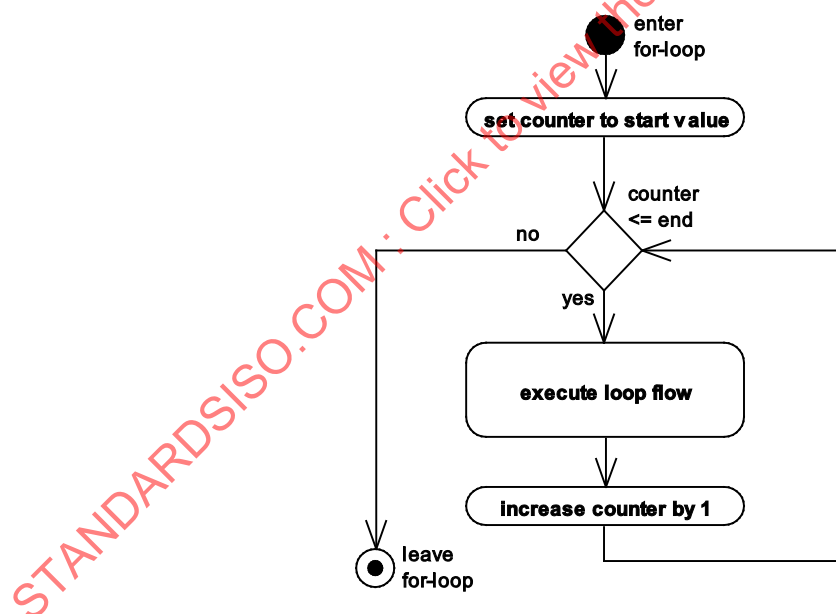 enter
for-loop
set counter to start value
counter
<= end
no
yes
execute loop flow
increase counter by 1
leave
for-loop
STANDARDSISO.COM : Click to view the